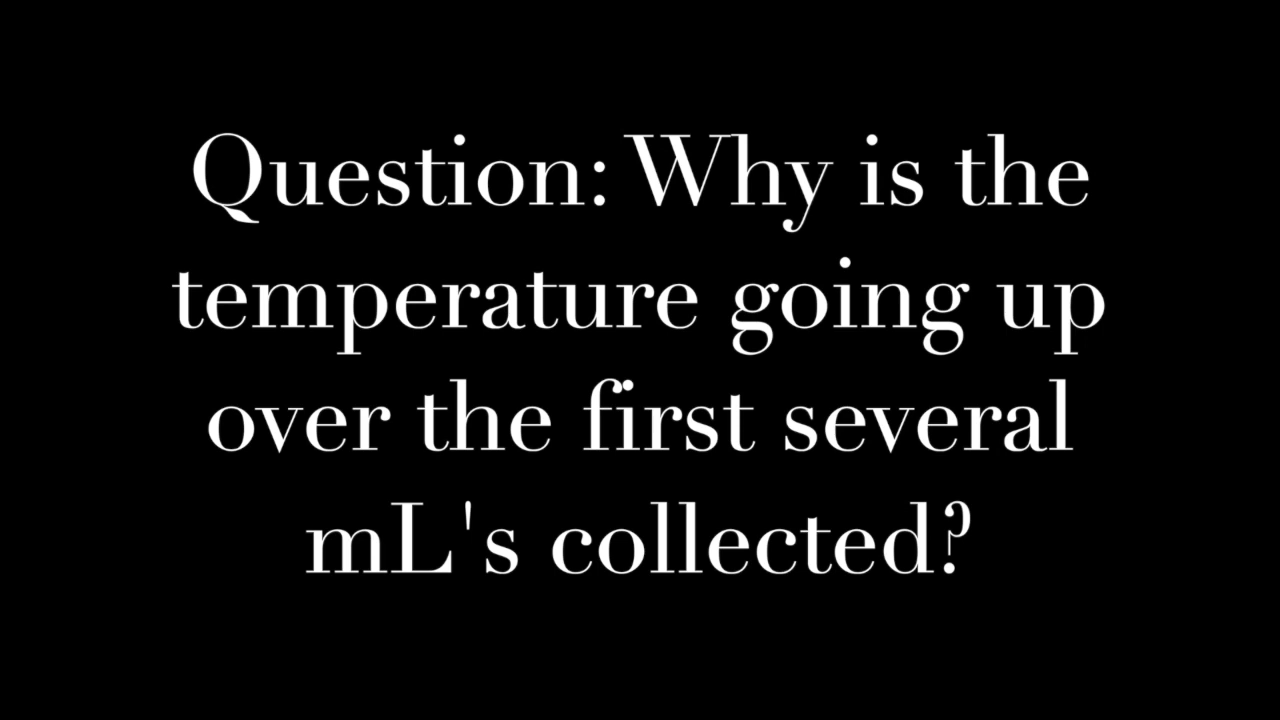 Question: Why is the
temperature going up
over the first several
mL's collected?